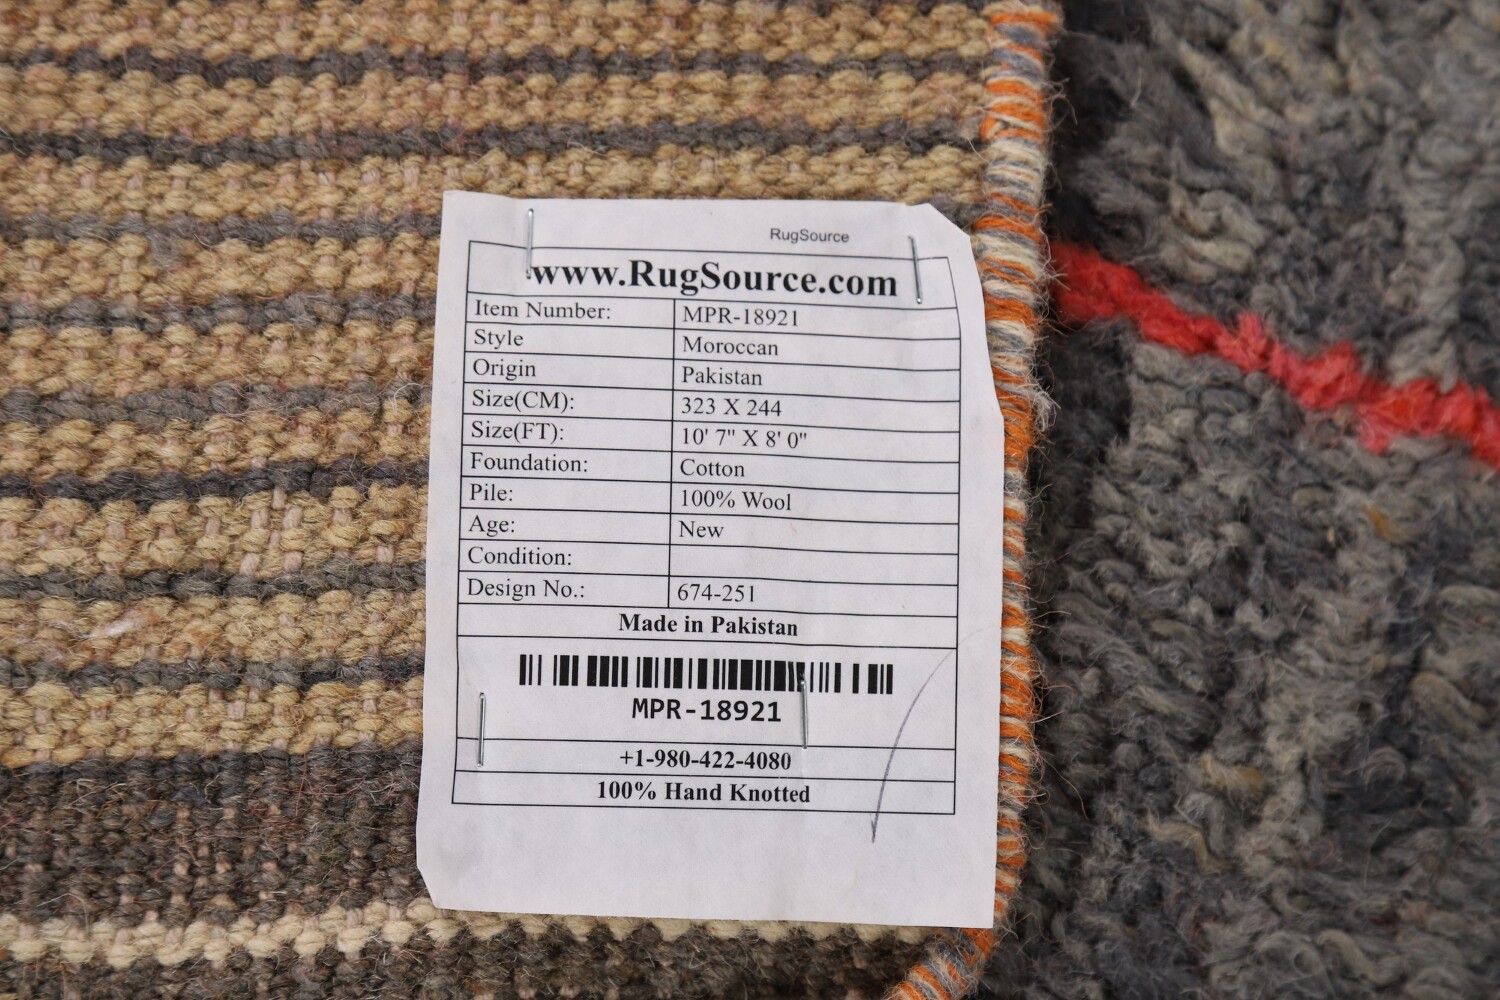 RugSource
www.RugSource.com
Item Number: MPR-18921
Style Moroccan
Origin Pakistan
Size(CM): 323 X 244
Size(FT): 10' 7" X 8' 0"
Foundation: Cotton
Pile: 100% Wool
Age: New
Condition:
Design No.: 674-251
Made in Pakistan
MPR-18921
+1-980-422-4080
100% Hand Knotted